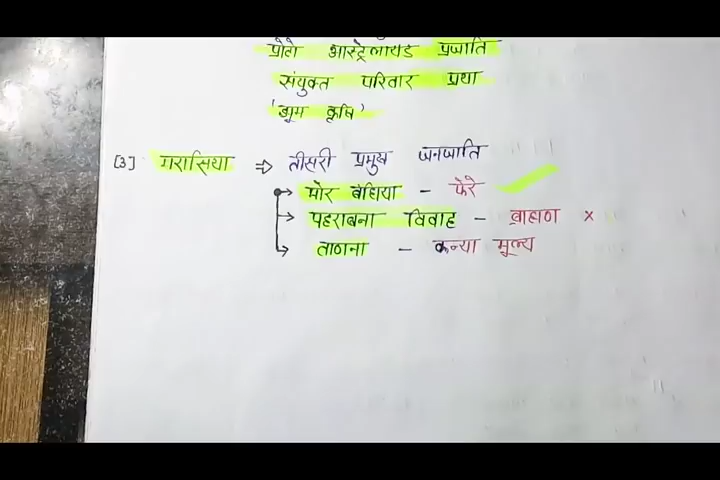 प्रोटो आस्ट्रेलायड प्रजाति
संयुक्त परिवार प्रथा
'झूम कृषि'
[3] गरासिया ⇒ तीसरी प्रमुख जनजाति
→ मोर बंधिया - फेरे
→ पहराबना विवाह - ब्राह्मण ×
→ ताणना - कन्या मूल्य